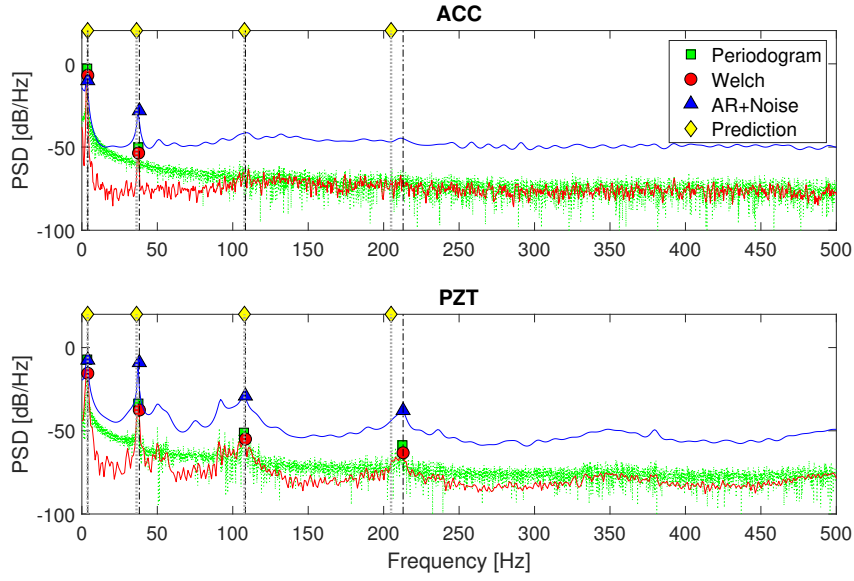 ACC
PSD [dB/Hz]
0
-50
-100
Periodogram
Welch
AR+Noise
Prediction
0 50 100 150 200 250 300 350 400 450 500
PZT
PSD [dB/Hz]
0
-50
-100
0 50 100 150 200 250 300 350 400 450 500
Frequency [Hz]